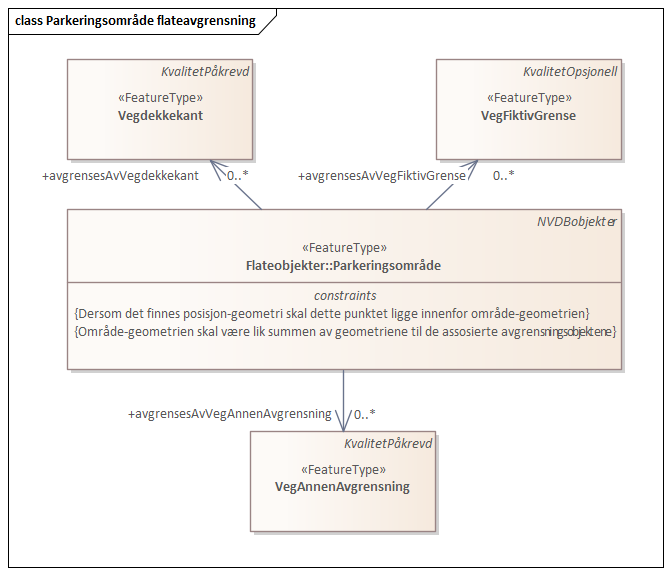 class Parkeringsområde flateavgrensning
KvalitetPåkrevd
«FeatureType»
Vegdekkekant
KvalitetOpsjonell
«FeatureType»
VegFiktivGrense
+avgrensesAvVegdekkekant 0..*
+avgrensesAvVegFiktivGrense 0..*
NVDBobjekter
«FeatureType»
Flateobjekter::Parkeringsområde
constraints
{Dersom det finnes posisjon-geometri skal dette punktet ligge innenfor område-geometrien}
{Område-geometrien skal være lik summen av geometriene til de assosierte avgrensningsobjektene}
+avgrensesAvVegAnnenAvgrensning 0..*
KvalitetPåkrevd
«FeatureType»
VegAnnenAvgrensning